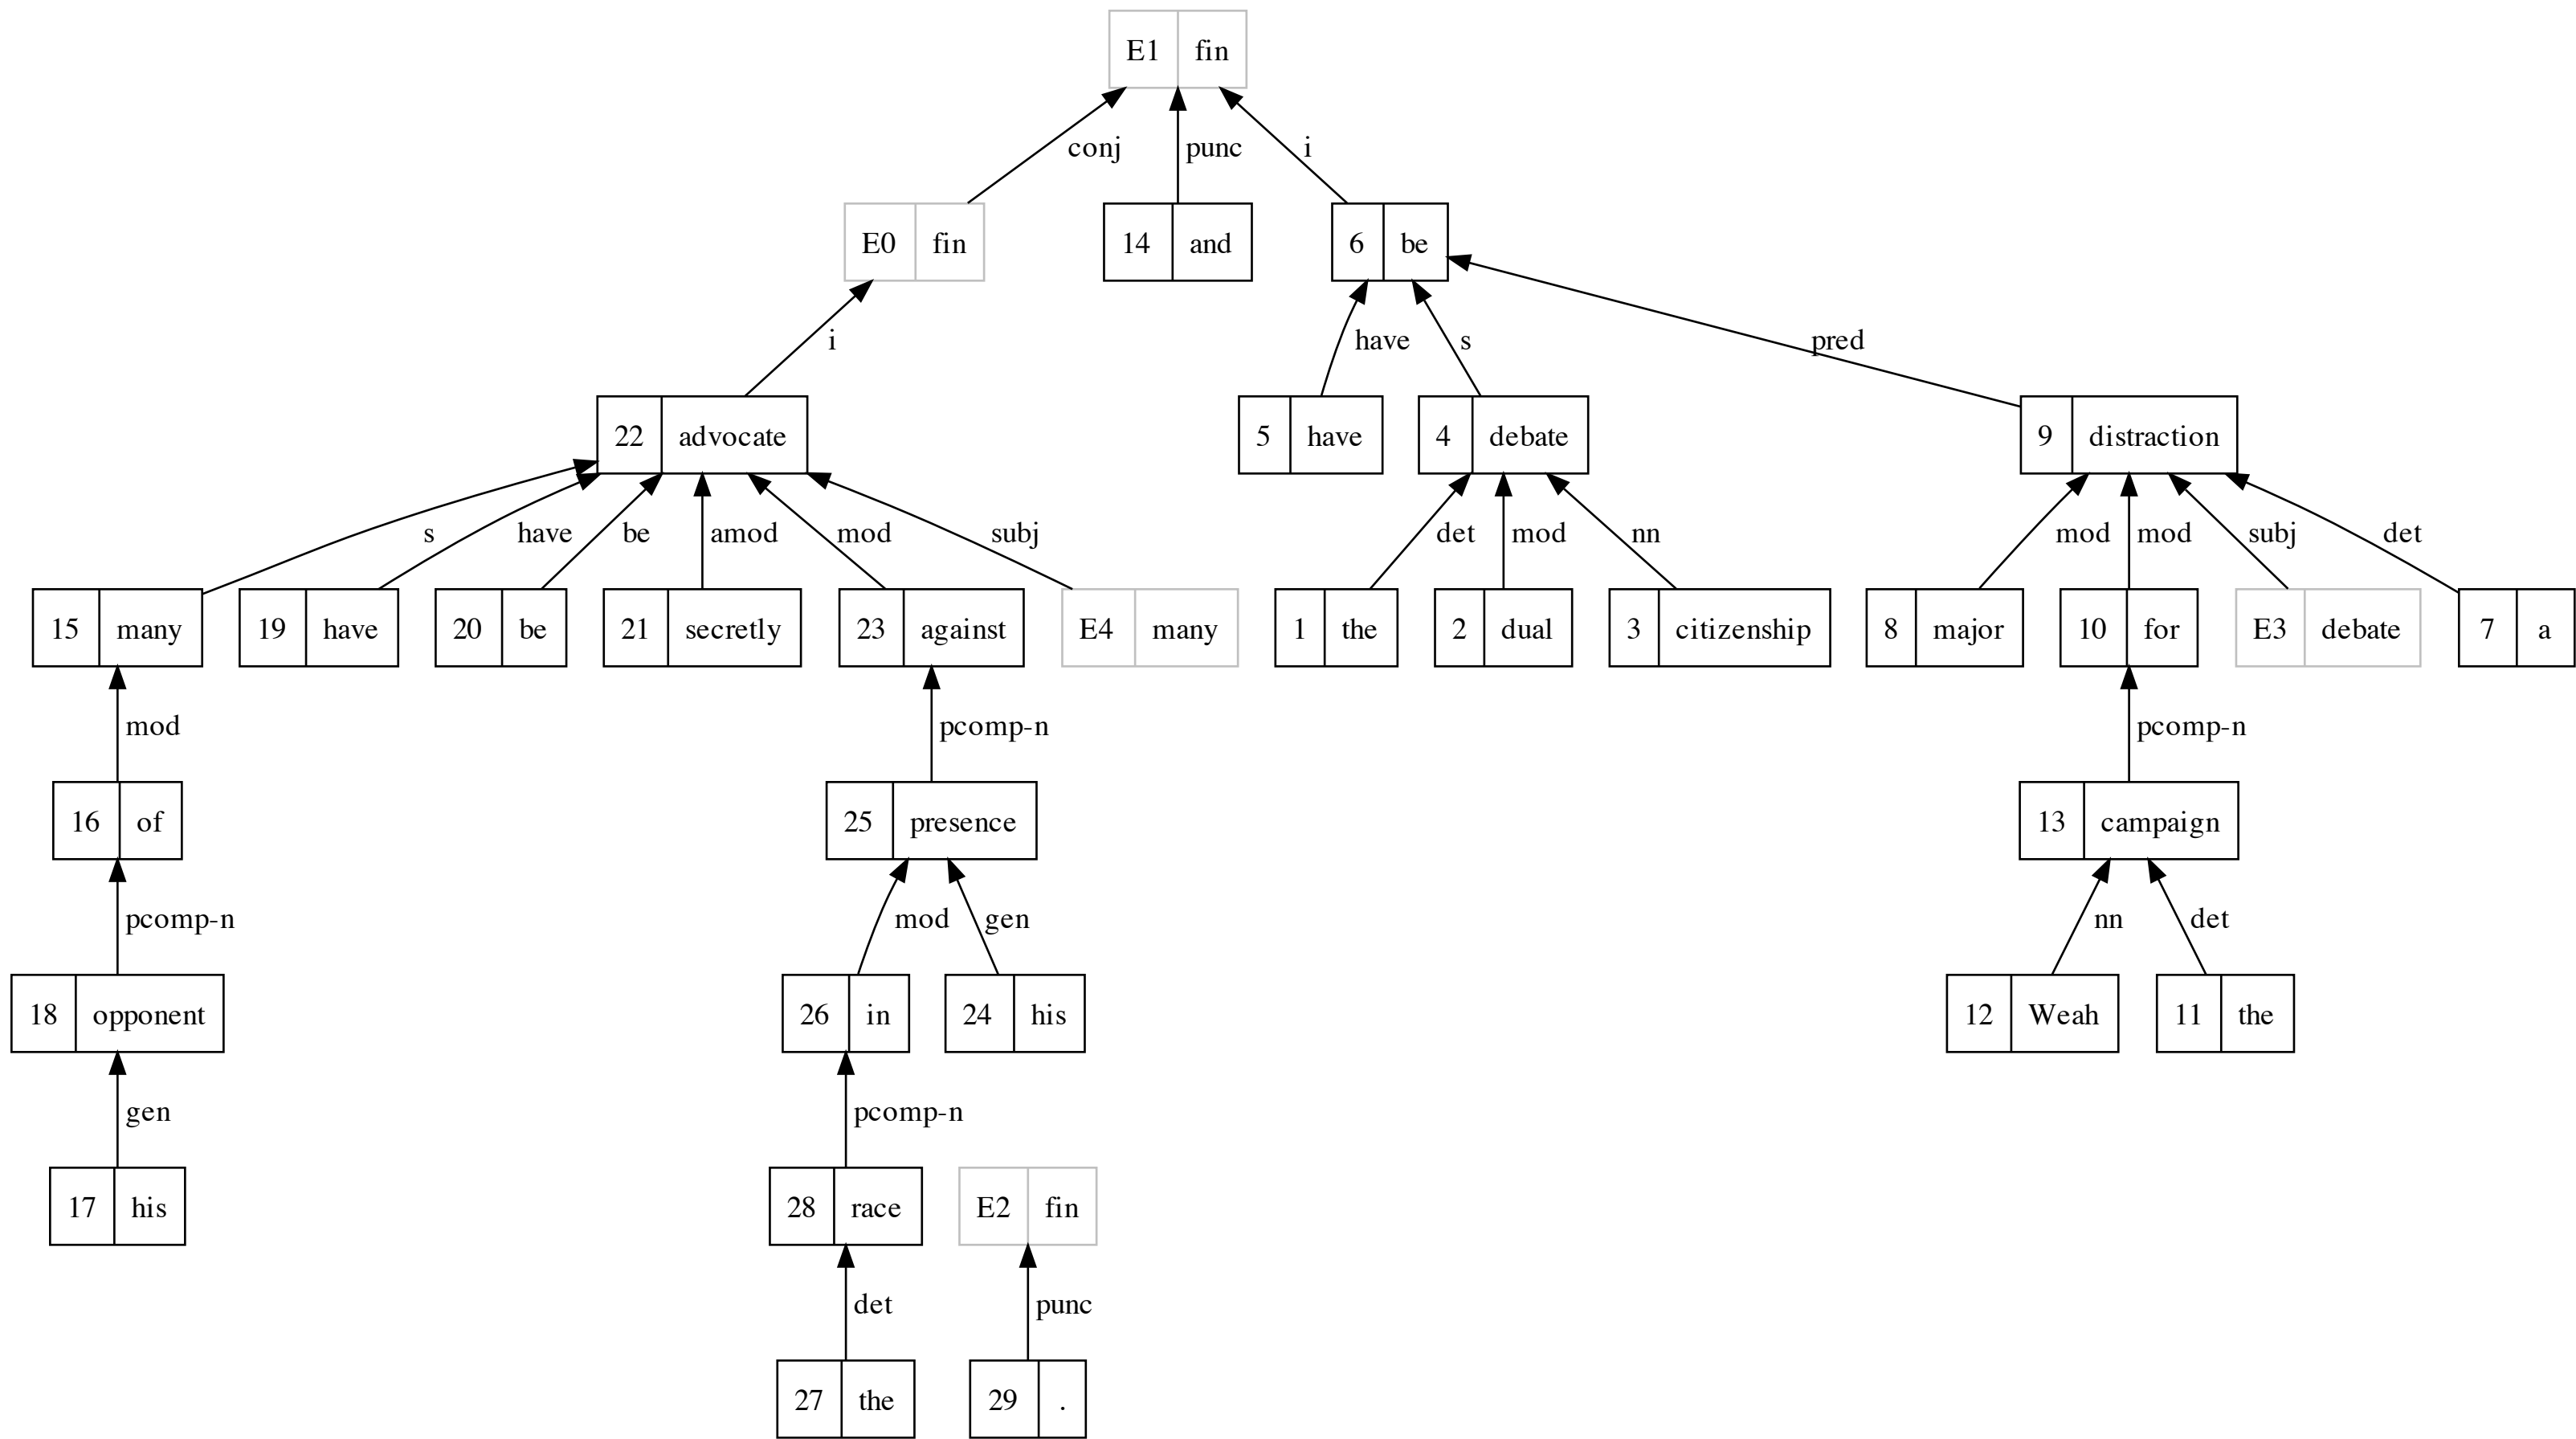 E1 fin
conj punc i
E0 fin 14 and 6 be
i have s pred
22 advocate 5 have 4 debate 9 distraction
s have be amod mod subj det mod nn mod mod subj det
15 many 19 have 20 be 21 secretly 23 against E4 many 1 the 2 dual 3 citizenship 8 major 10 for E3 debate 7 a
mod pcomp-n pcomp-n
16 of 25 presence 13 campaign
pcomp-n mod gen nn det
18 opponent 26 in 24 his 12 Weah 11 the
gen pcomp-n
17 his 28 race E2 fin
det punc
27 the 29 .